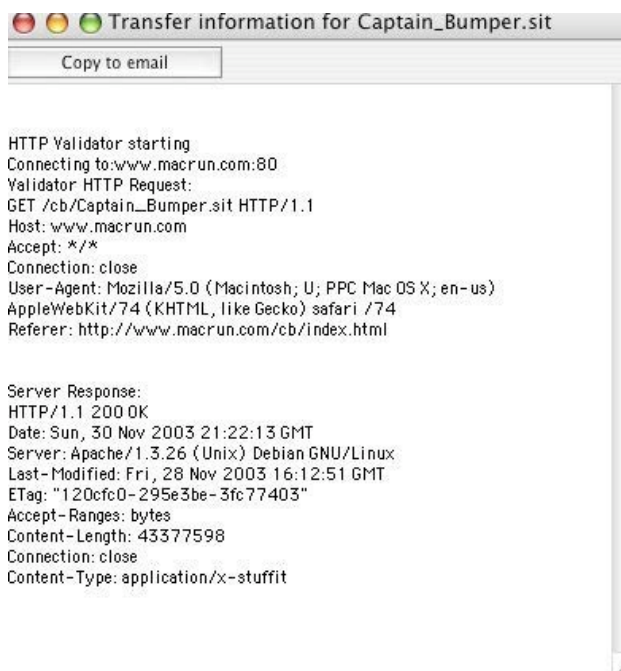 Transfer information for Captain_Bumper.sit
Copy to email
HTTP Validator starting
Connecting to:www.macrun.com:80
Validator HTTP Request:
GET /cb/Captain_Bumper.sit HTTP/1.1
Host: www.macrun.com
Accept: */*
Connection: close
User-Agent: Mozilla/5.0 (Macintosh; U; PPC Mac OS X; en-us)
AppleWebKit/74 (KHTML, like Gecko) safari /74
Referer: http://www.macrun.com/cb/index.html
Server Response:
HTTP/1.1 200 OK
Date: Sun, 30 Nov 2003 21:22:13 GMT
Server: Apache/1.3.26 (Unix) Debian GNU/Linux
Last-Modified: Fri, 28 Nov 2003 16:12:51 GMT
ETag: "120cfc0-295e3be-3fc77403"
Accept-Ranges: bytes
Content-Length: 43377598
Connection: close
Content-Type: application/x-stuffit